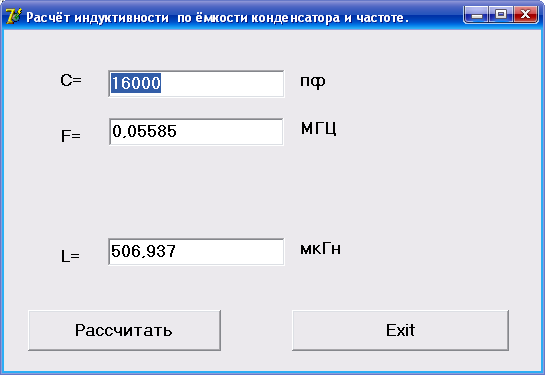 Расчёт индуктивности по ёмкости конденсатора и частоте.
C= 16000 пф
F= 0,05585 МГЦ
L= 506,937 мкГн
Рассчитать Exit